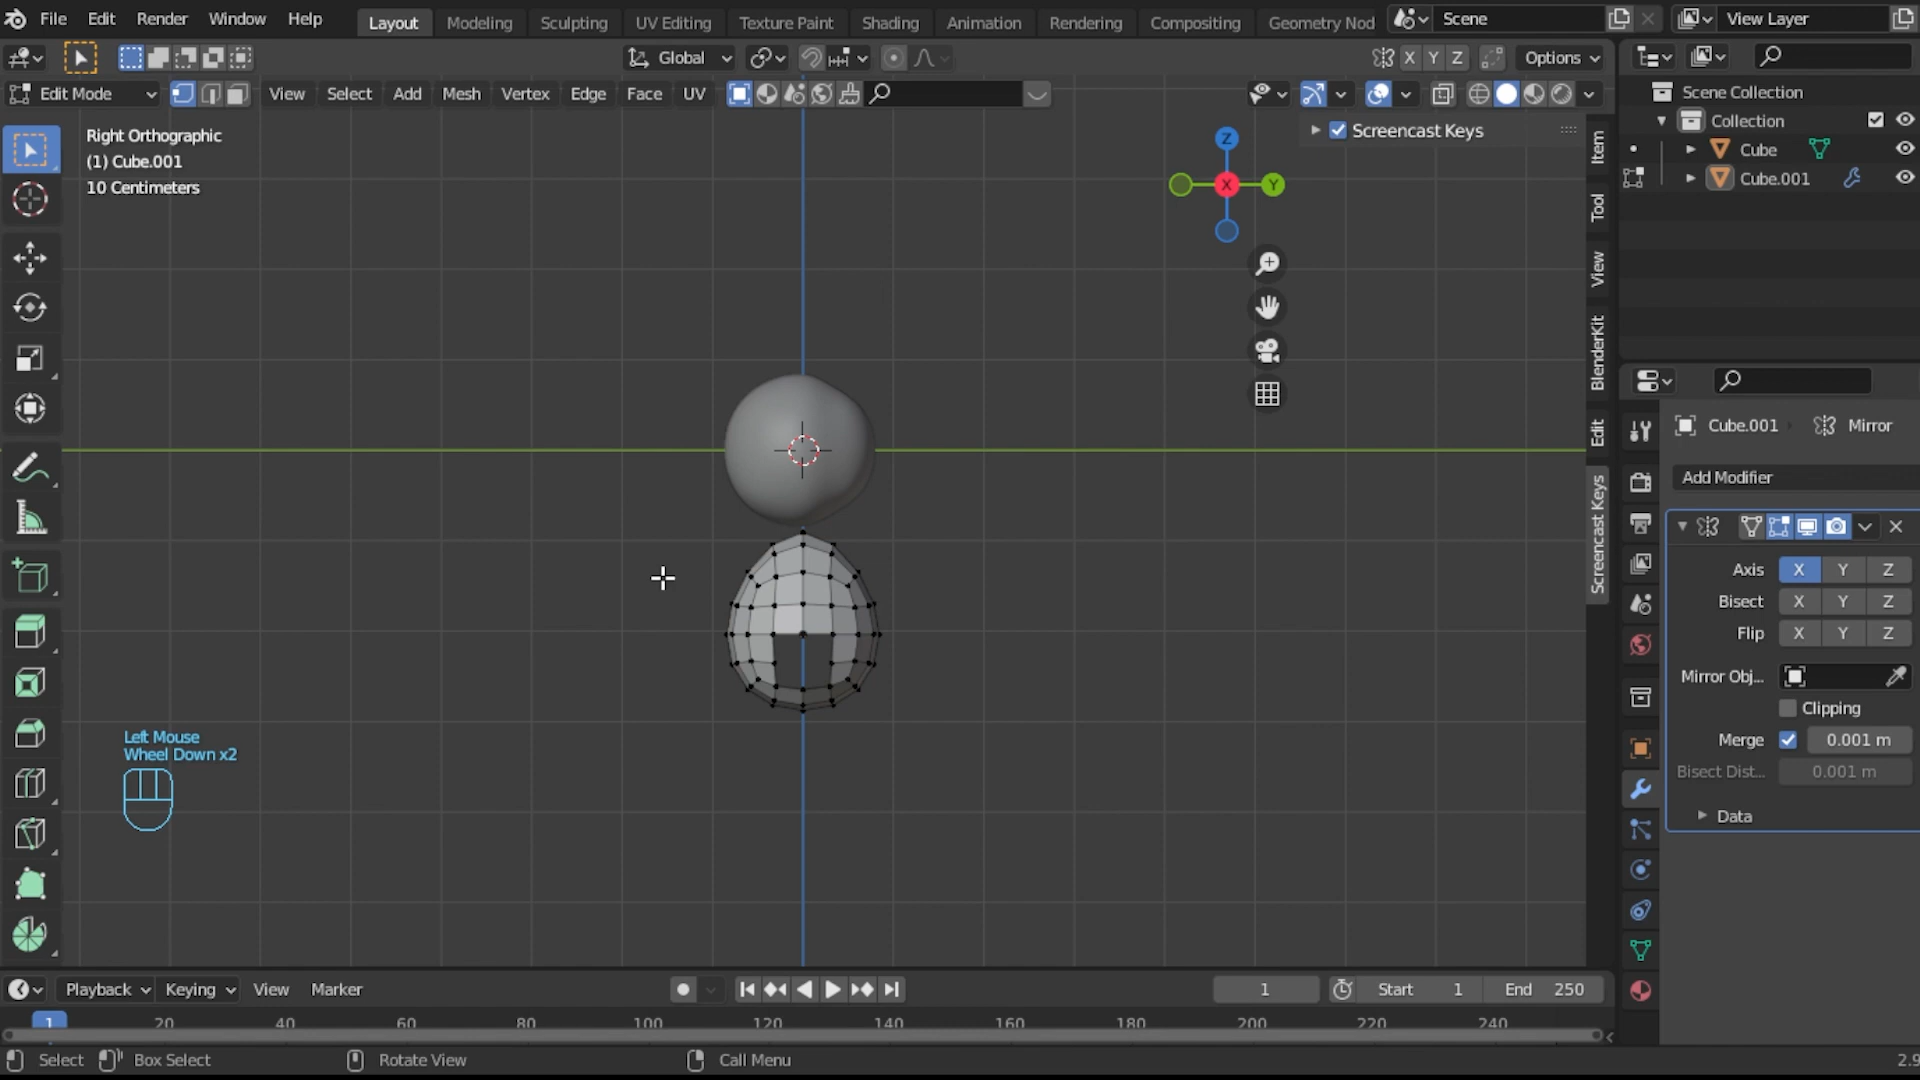 File Edit Render Window Help Layout Modeling Sculpting UV Editing Texture Paint Shading Animation Rendering Compositing Geometry Nod Scene View Layer
Global X Y Z Options
Edit Mode View Select Add Mesh Vertex Edge Face UV
Scene Collection
Collection
Cube
Cube.001
Right Orthographic
(1) Cube.001
10 Centimeters
Screencast Keys
Z
X
Y
Item
Tool
View
BlenderKit
Edit
Screencast Keys
Cube.001 Mirror
Add Modifier
Axis X Y Z
Bisect X Y Z
Flip X Y Z
Mirror Obj...
Clipping
Merge 0.001 m
Bisect Dist... 0.001 m
Data
Left Mouse
Wheel Down x2
Playback Keying View Marker 1 Start 1 End 250
1 20 40 60 80 100 120 140 160 180 200 220 240
Select Box Select Rotate View Call Menu 2.9